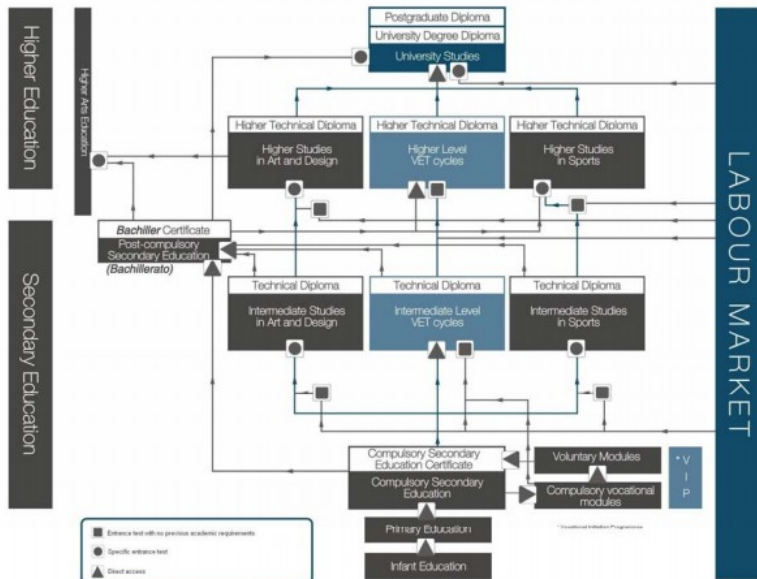 Postgraduate Diploma
University Degree Diploma
University Studies
Higher Education
Higher Arts Education
LABOUR MARKET
Higher Technical Diploma
Higher Studies
in Art and Design
Higher Technical Diploma
Higher Level
VET cycles
Higher Technical Diploma
Higher Studies
in Sports
Bachiller Certificate
Post-compulsory
Secondary Education
(Bachillerato)
Secondary Education
Technical Diploma
Intermediate Studies
in Art and Design
Technical Diploma
Intermediate Level
VET cycles
Technical Diploma
Intermediate Studies
in Sports
Compulsory Secondary
Education Certificate
Compulsory Secondary
Education
Voluntary Modules
Compulsory vocational
modules
* V
I
P
Primary Education
Infant Education
* Vocational Initiation Programmes
Entrance test with no previous academic requirements
Specific entrance test
Direct access